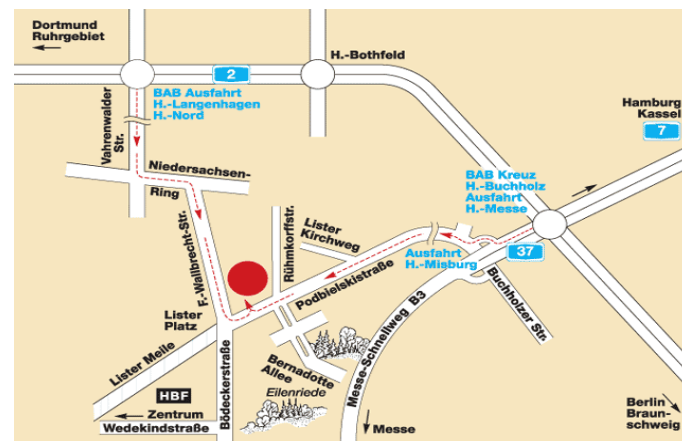 Dortmund
Ruhrgebiet
H.-Bothfeld
2
BAB Ausfahrt
H.-Langenhagen
H.-Nord
Hamburg
Kassel
7
Vahrenwalder
Str.
Niedersachsen-
Ring
BAB Kreuz
H.-Buchholz
Ausfahrt
H.-Messe
F.-Wallbrecht-Str.
Rühmkorffstr.
Lister
Kirchweg
Ausfahrt
H.-Misburg
37
Podbielskistraße
Buchholzer Str.
Lister
Platz
Lister Meile
Bödeckerstraße
Bernadotte
Allee
Eilenriede
Messe-Schnellweg B3
HBF
Zentrum
Wedekindstraße
Messe
Berlin
Braun-
schweig